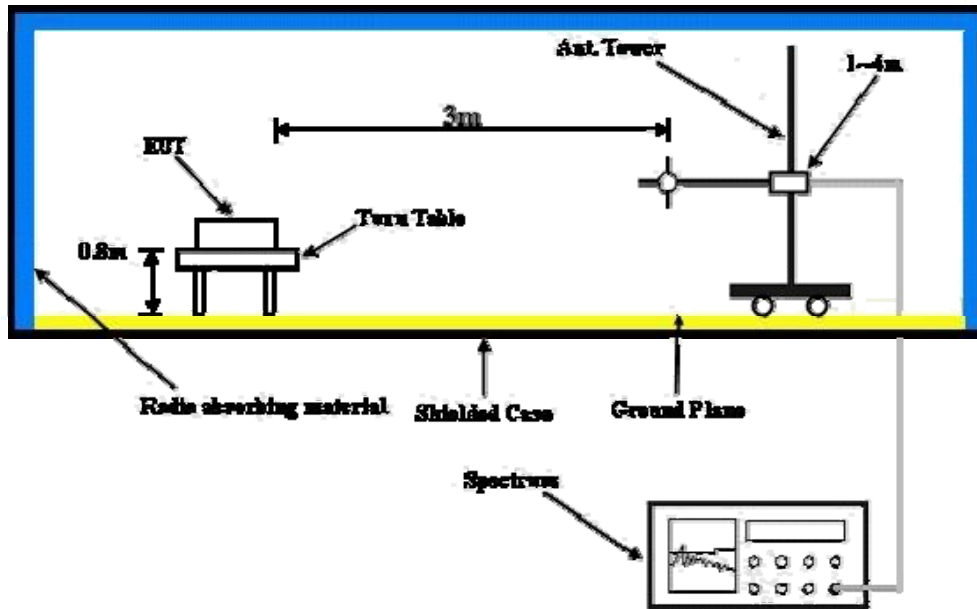 Ant. Tower
1~4m
3m
EUT
Turn Table
0.8m
Radio absorbing material
Shielded Case
Ground Plane
Spectrum